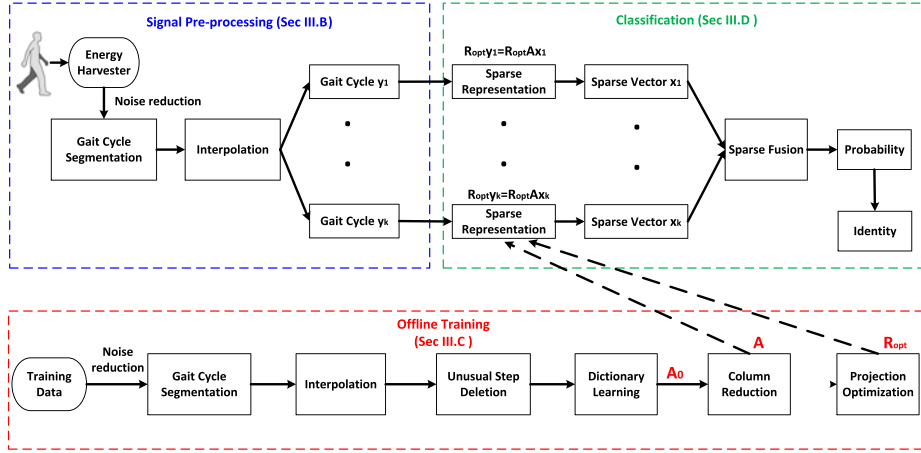 Signal Pre-processing (Sec III.B)
Energy
Harvester
Noise reduction
Gait Cycle
Segmentation
Interpolation
Gait Cycle y1
Gait Cycle yk
Classification (Sec III.D )
Ropty1=RoptAx1
Sparse
Representation
Sparse Vector x1
Roptyk=RoptAxk
Sparse
Representation
Sparse Vector xk
Sparse Fusion
Probability
Identity
Offline Training
(Sec III.C )
Training
Data
Noise
reduction
Gait Cycle
Segmentation
Interpolation
Unusual Step
Deletion
Dictionary
Learning
A0
A
Column
Reduction
Ropt
Projection
Optimization